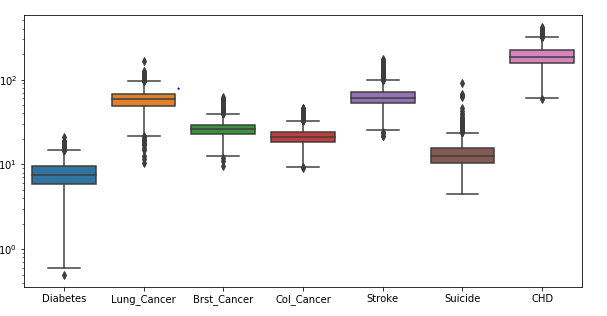 10²
10¹
10⁰
Diabetes Lung_Cancer Brst_Cancer Col_Cancer Stroke Suicide CHD